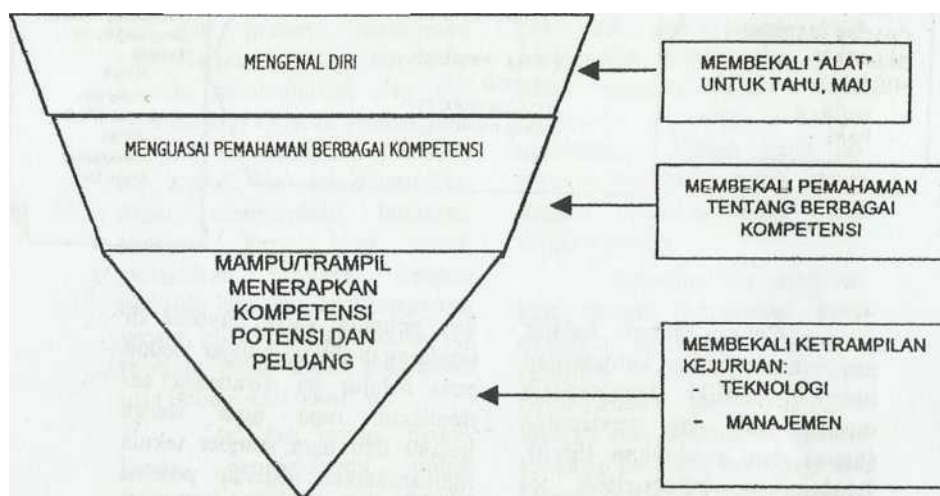 MENGENAL DIRI
MEMBEKALI "ALAT"
UNTUK TAHU, MAU
MENGUASAI PEMAHAMAN BERBAGAI KOMPETENSI
MEMBEKALI PEMAHAMAN
TENTANG BERBAGAI
KOMPETENSI
MAMPU/TRAMPIL
MENERAPKAN
KOMPETENSI
POTENSI DAN
PELUANG
MEMBEKALI KETRAMPILAN
KEJURUAN:
- TEKNOLOGI
- MANAJEMEN